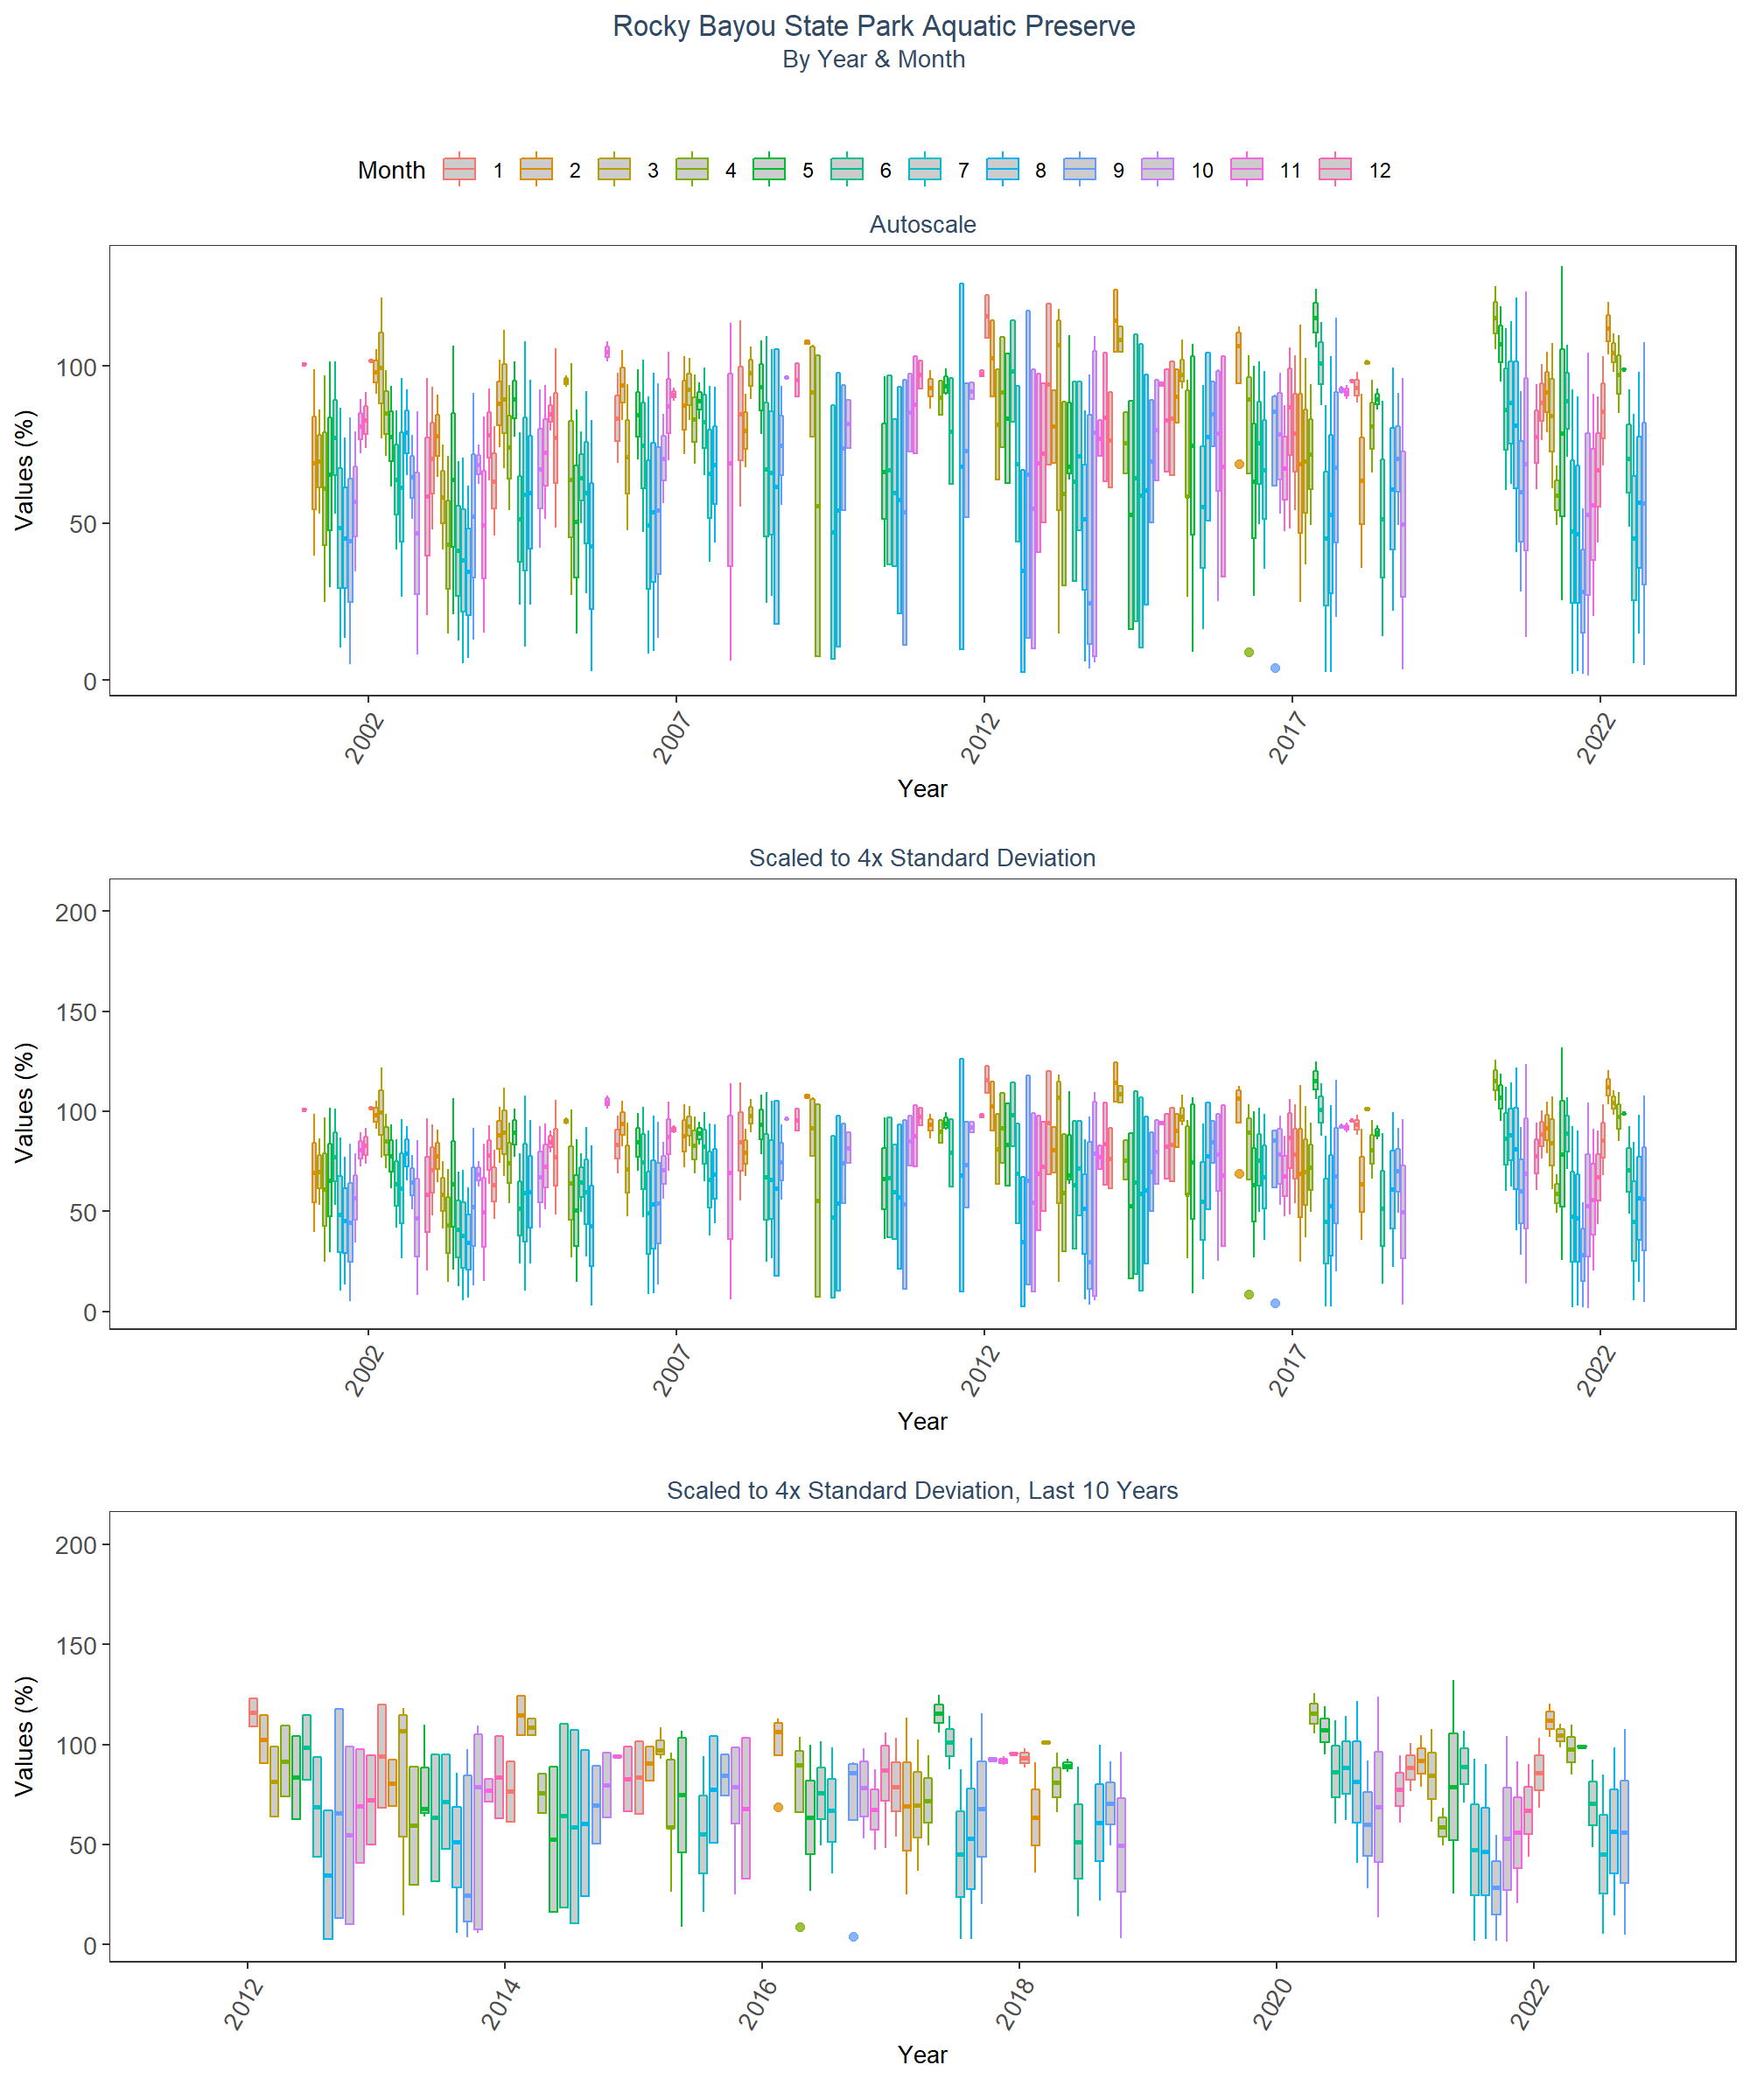 Rocky Bayou State Park Aquatic Preserve
By Year & Month
Month 1 2 3 4 5 6 7 8 9 10 11 12
Autoscale
Values (%)
100
50
0
2002 2007 2012 2017 2022
Year
Scaled to 4x Standard Deviation
Values (%)
200
150
100
50
0
2002 2007 2012 2017 2022
Year
Scaled to 4x Standard Deviation, Last 10 Years
Values (%)
200
150
100
50
0
2012 2014 2016 2018 2020 2022
Year